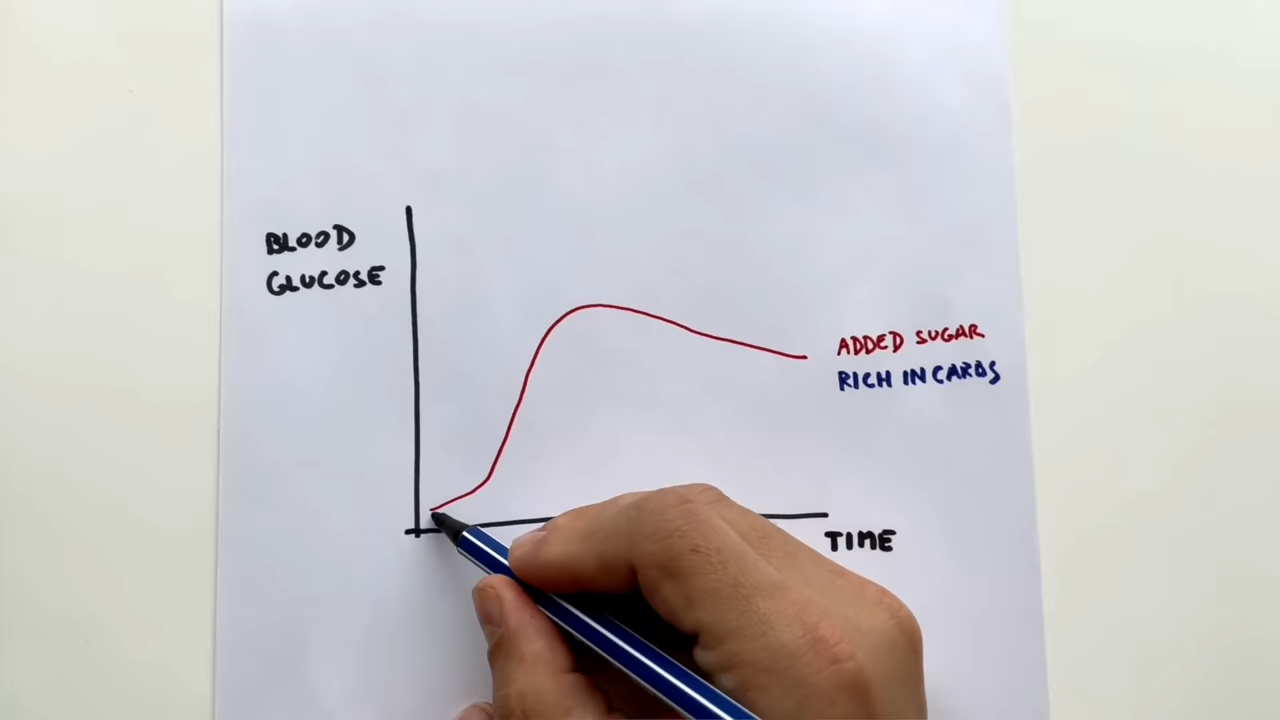 BLOOD
GLUCOSE
ADDED SUGAR
RICH IN CARBS
TIME